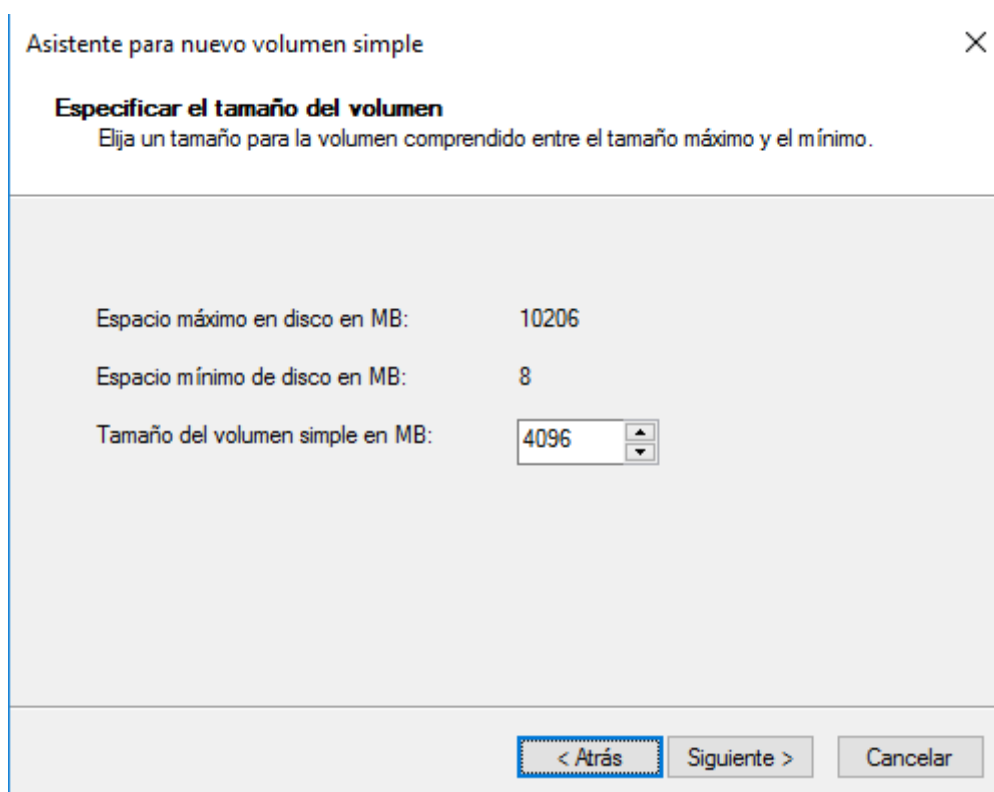 Asistente para nuevo volumen simple
Especificar el tamaño del volumen
Elija un tamaño para la volumen comprendido entre el tamaño máximo y el mínimo.
Espacio máximo en disco en MB: 10206
Espacio mínimo de disco en MB: 8
Tamaño del volumen simple en MB: 4096
< Atrás Siguiente > Cancelar